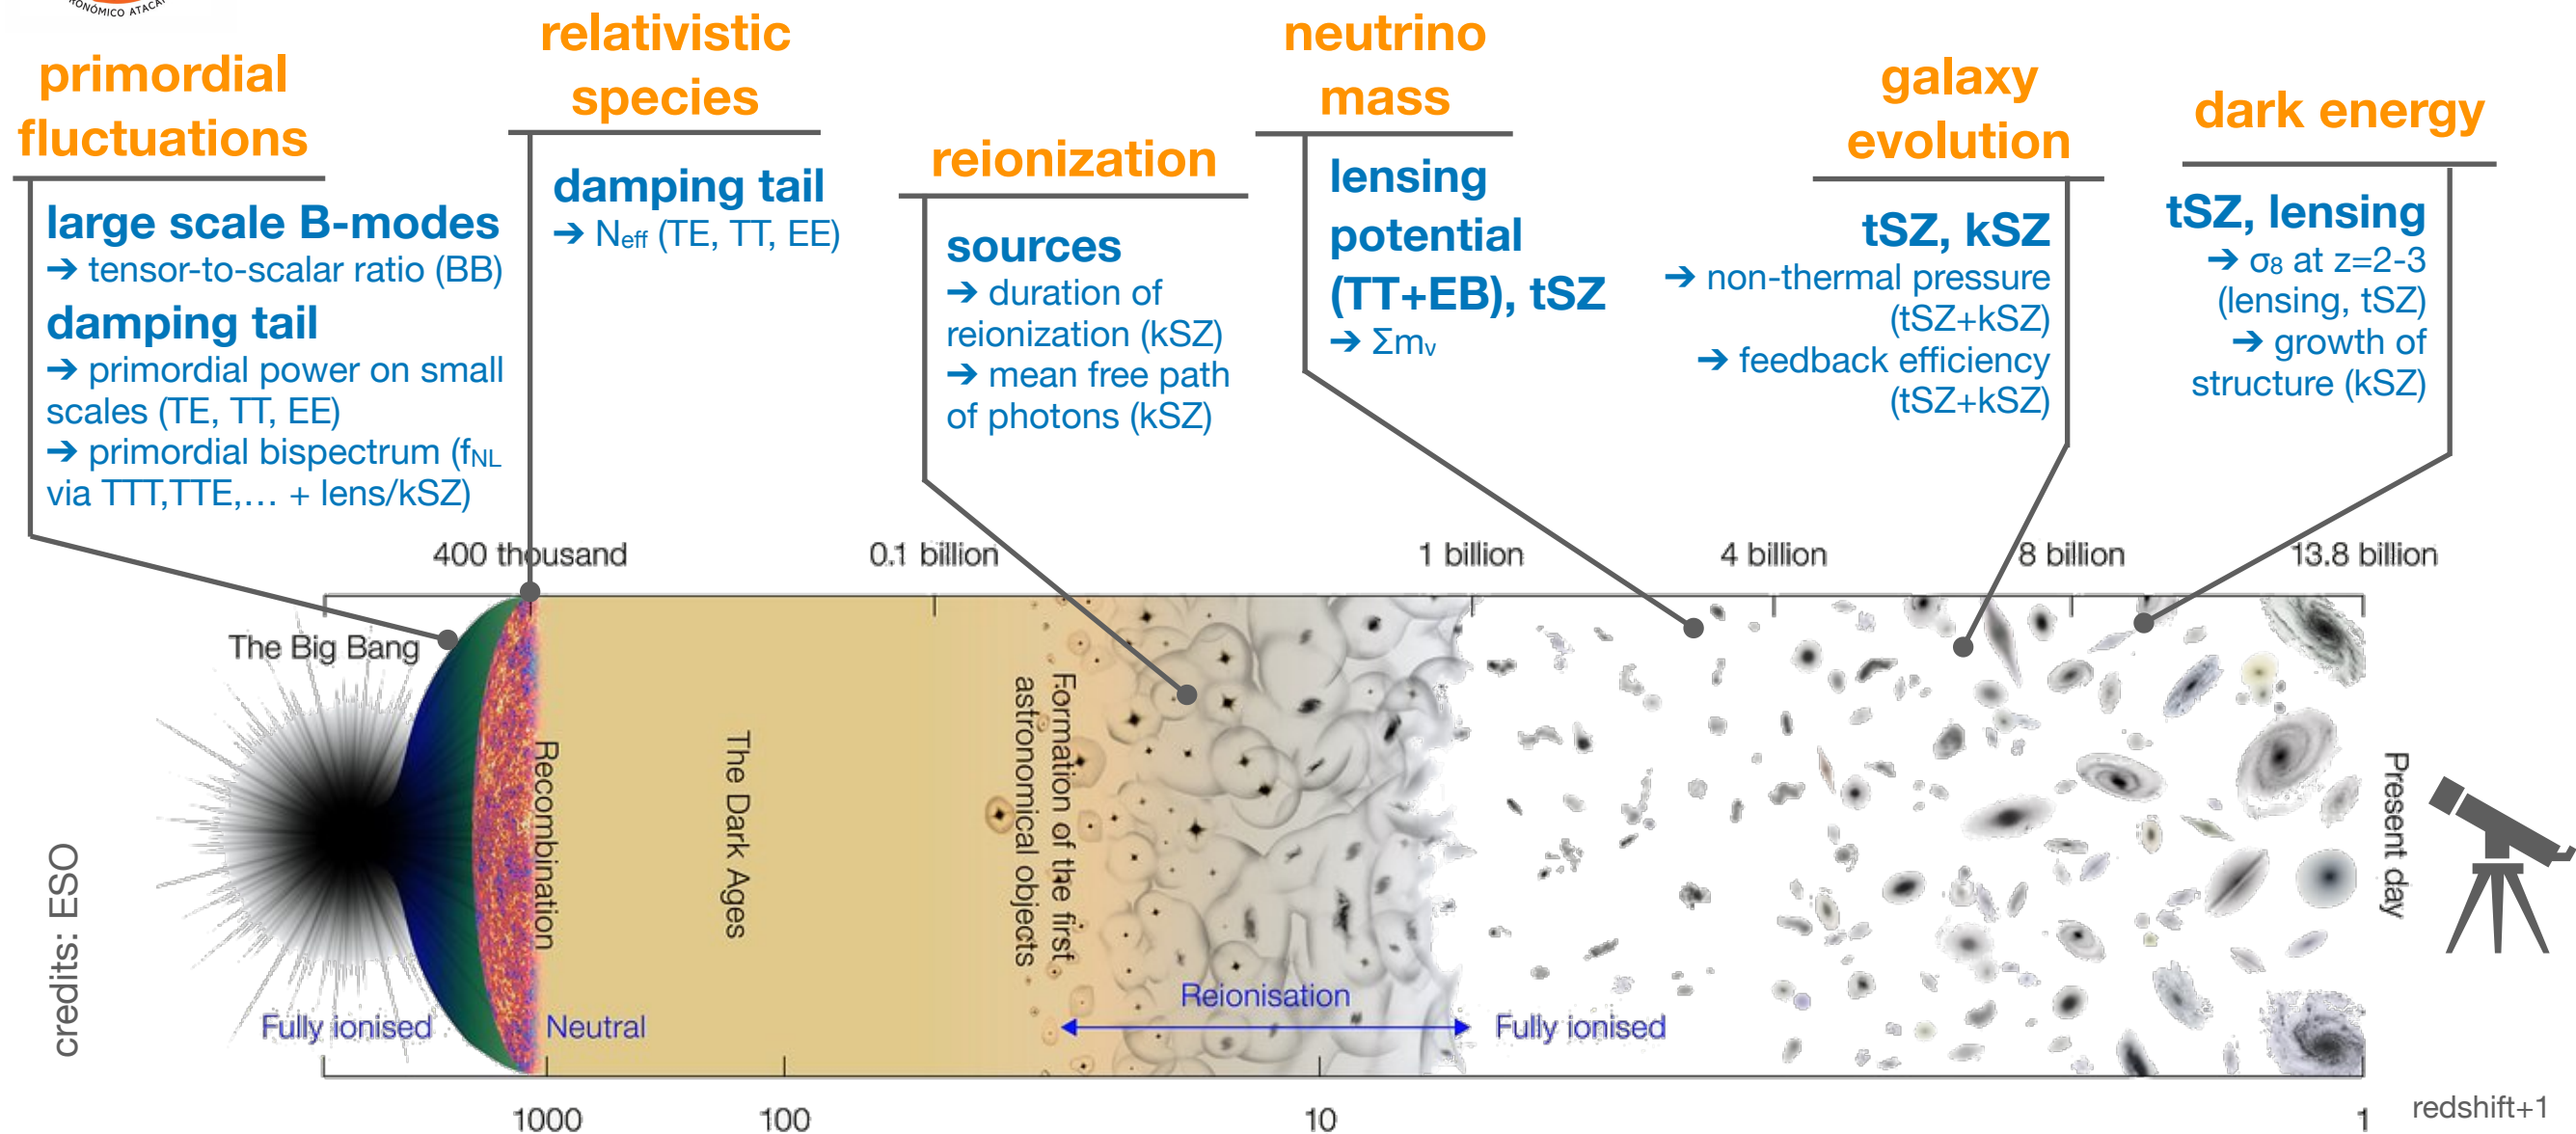 RONÓMICO ATACA
primordial
fluctuations
large scale B-modes
➔ tensor-to-scalar ratio (BB)
damping tail
➔ primordial power on small
scales (TE, TT, EE)
➔ primordial bispectrum (fNL
via TTT,TTE,… + lens/kSZ)
relativistic
species
damping tail
➔ Neff (TE, TT, EE)
reionization
sources
➔ duration of
reionization (kSZ)
➔ mean free path
of photons (kSZ)
neutrino
mass
lensing
potential
(TT+EB), tSZ
➔ Σmν
galaxy
evolution
tSZ, kSZ
➔ non-thermal pressure
(tSZ+kSZ)
➔ feedback efficiency
(tSZ+kSZ)
dark energy
tSZ, lensing
➔ σ8 at z=2-3
(lensing, tSZ)
➔ growth of
structure (kSZ)
400 thousand
0.1 billion
1 billion
4 billion
8 billion
13.8 billion
The Big Bang
Recombination
The Dark Ages
Formation of the first
astronomical objects
Present day
Reionisation
Fully ionised
Neutral
Fully ionised
credits: ESO
1000
100
10
1
redshift+1